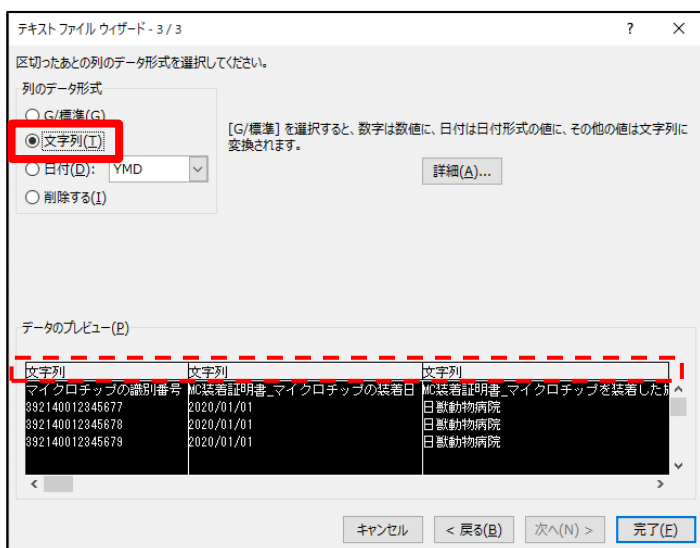 テキスト ファイル ウィザード - 3 / 3
? ×
区切ったあとの列のデータ形式を選択してください。
列のデータ形式
G/標準(G)
文字列(T)
日付(D): YMD
削除する(I)
[G/標準] を選択すると、数字は数値に、日付は日付形式の値に、その他の値は文字列に
変換されます。
詳細(A)...
データのプレビュー(P)
文字列 文字列 文字列
マイクロチップの識別番号 MC装着証明書_マイクロチップの装着日 MC装着証明書_マイクロチップを装着した
392140012345677 2020/01/01 日獣動物病院
392140012345678 2020/01/01 日獣動物病院
392140012345679 2020/01/01 日獣動物病院
キャンセル < 戻る(B) 次へ(N) > 完了(F)